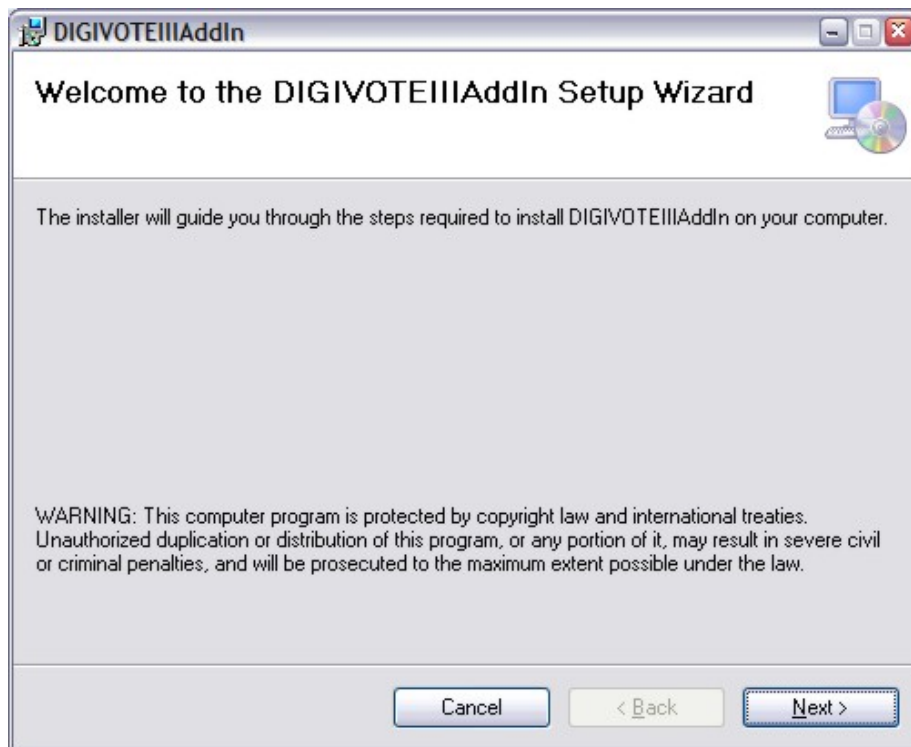 DIGIVOTEIIIAddIn
Welcome to the DIGIVOTEIIIAddIn Setup Wizard
The installer will guide you through the steps required to install DIGIVOTEIIIAddIn on your computer.
WARNING: This computer program is protected by copyright law and international treaties.
Unauthorized duplication or distribution of this program, or any portion of it, may result in severe civil
or criminal penalties, and will be prosecuted to the maximum extent possible under the law.
Cancel < Back Next >